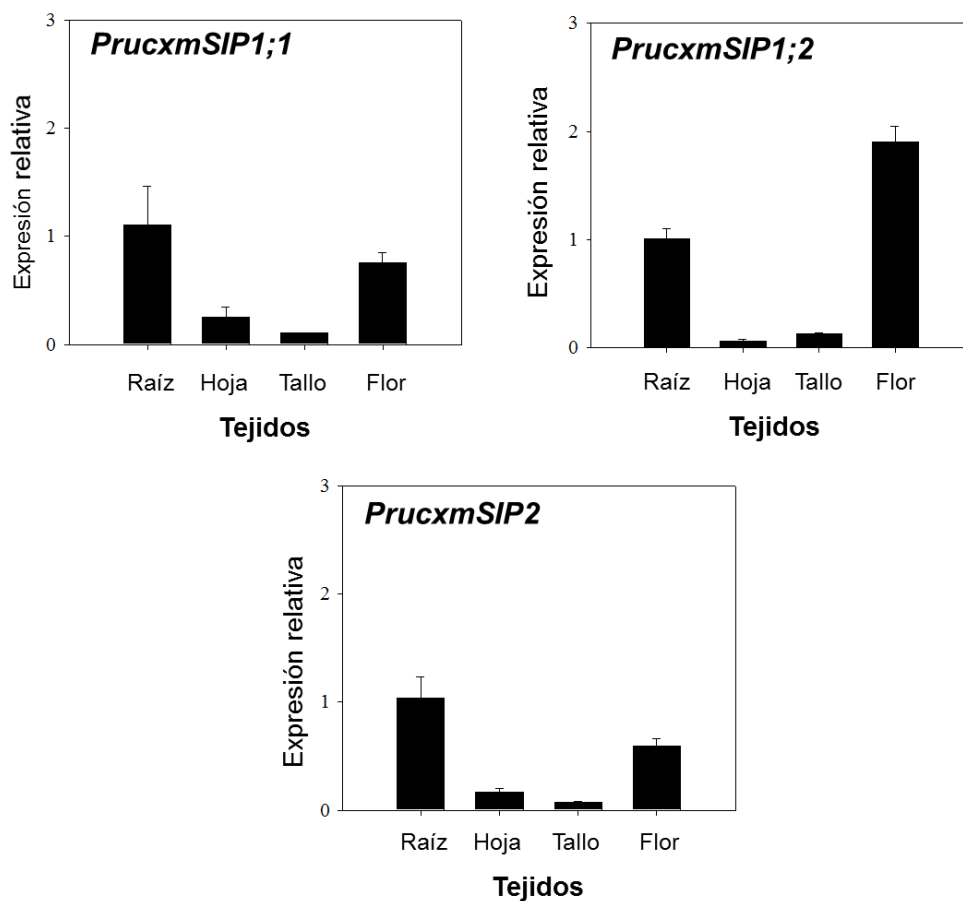 PrucxmSIP1;1
Expresión relativa
3
2
1
0
Raíz Hoja Tallo Flor
Tejidos
PrucxmSIP1;2
Expresión relativa
3
2
1
0
Raíz Hoja Tallo Flor
Tejidos
PrucxmSIP2
Expresión relativa
3
2
1
0
Raíz Hoja Tallo Flor
Tejidos